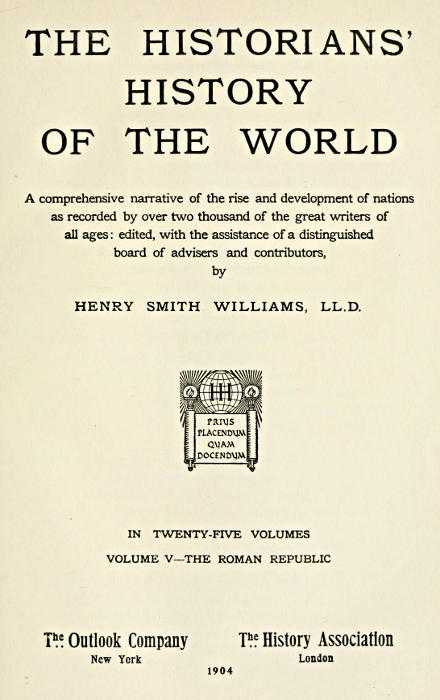 THE HISTORIANS'
HISTORY
OF THE WORLD
A comprehensive narrative of the rise and development of nations
as recorded by over two thousand of the great writers of
all ages: edited, with the assistance of a distinguished
board of advisers and contributors,
by
HENRY SMITH WILLIAMS, LL.D.
HH
PRIUS
PLACENDUM
QUAM
DOCENDUM
IN TWENTY-FIVE VOLUMES
VOLUME V—THE ROMAN REPUBLIC
The Outlook Company
New York
The History Association
London
1904